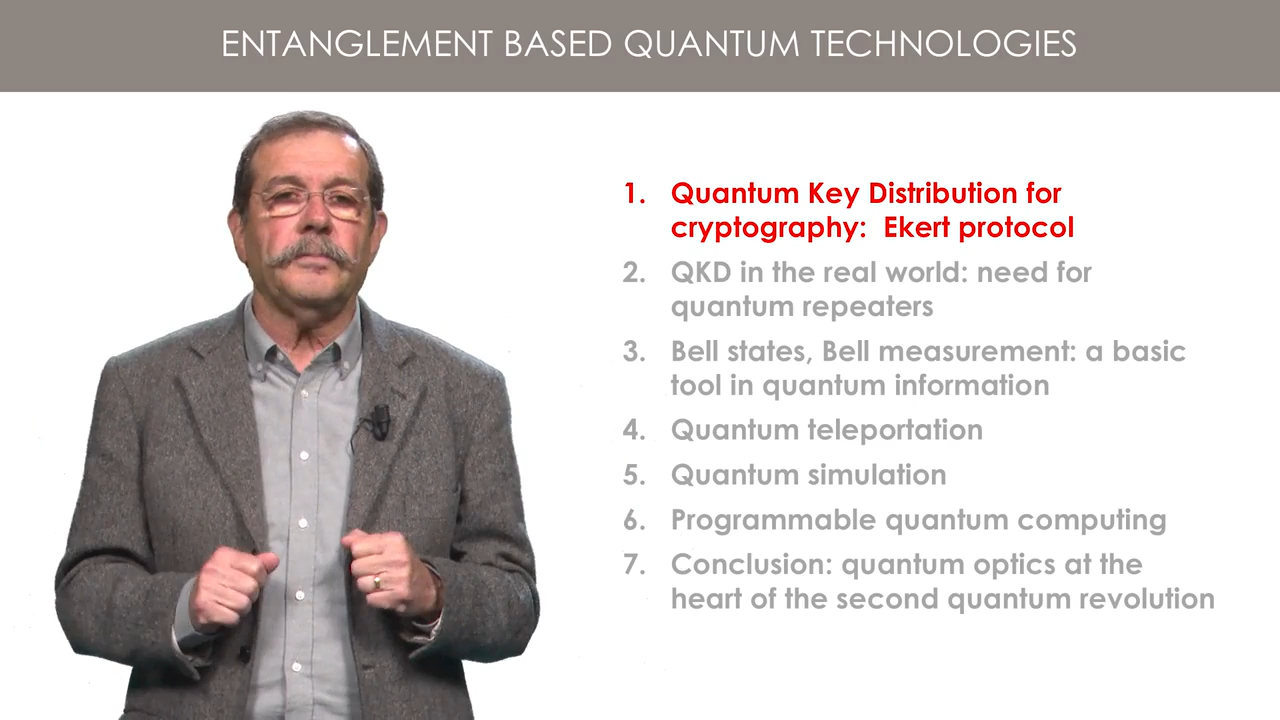 ENTANGLEMENT BASED QUANTUM TECHNOLOGIES
1. Quantum Key Distribution for
cryptography: Ekert protocol
2. QKD in the real world: need for
quantum repeaters
3. Bell states, Bell measurement: a basic
tool in quantum information
4. Quantum teleportation
5. Quantum simulation
6. Programmable quantum computing
7. Conclusion: quantum optics at the
heart of the second quantum revolution